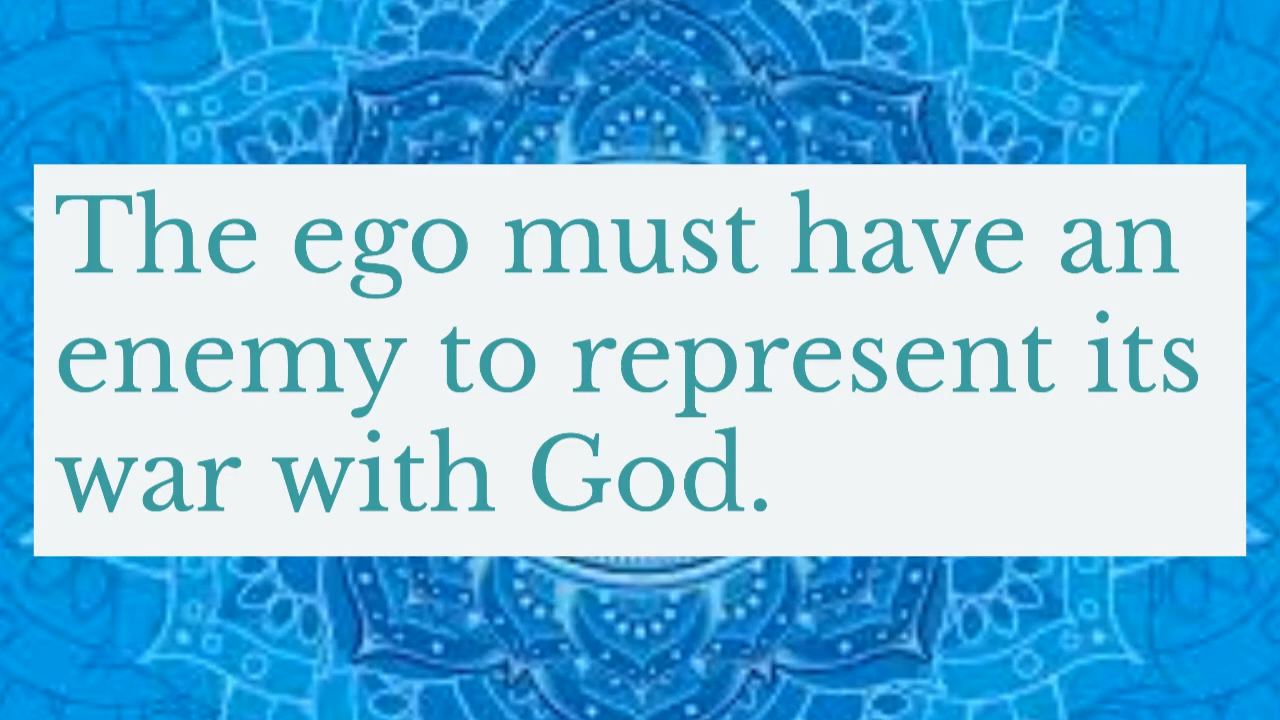 The ego must have an
enemy to represent its
war with God.